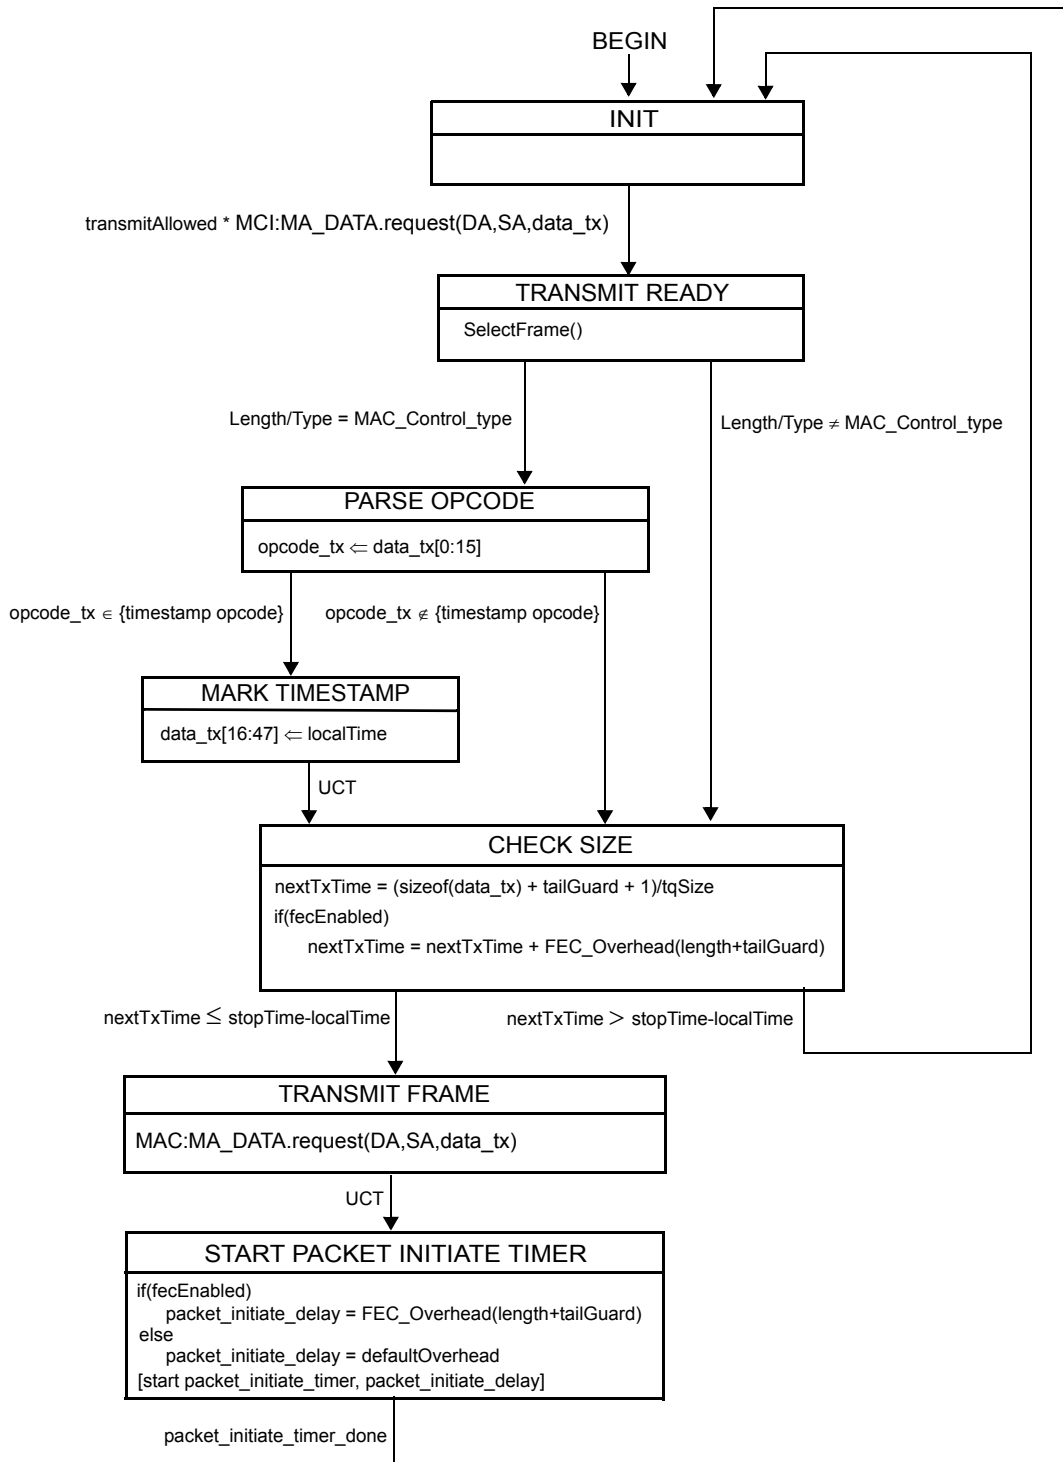 BEGIN
INIT
transmitAllowed * MCI:MA_DATA.request(DA,SA,data_tx)
TRANSMIT READY
SelectFrame()
Length/Type = MAC_Control_type
Length/Type ≠ MAC_Control_type
PARSE OPCODE
opcode_tx ⇐ data_tx[0:15]
opcode_tx ∈ {timestamp opcode}
opcode_tx ∉ {timestamp opcode}
MARK TIMESTAMP
data_tx[16:47] ⇐ localTime
UCT
CHECK SIZE
nextTxTime = (sizeof(data_tx) + tailGuard + 1)/tqSize
if(fecEnabled)
nextTxTime = nextTxTime + FEC_Overhead(length+tailGuard)
nextTxTime ≤ stopTime-localTime
nextTxTime > stopTime-localTime
TRANSMIT FRAME
MAC:MA_DATA.request(DA,SA,data_tx)
UCT
START PACKET INITIATE TIMER
if(fecEnabled)
packet_initiate_delay = FEC_Overhead(length+tailGuard)
else
packet_initiate_delay = defaultOverhead
[start packet_initiate_timer, packet_initiate_delay]
packet_initiate_timer_done